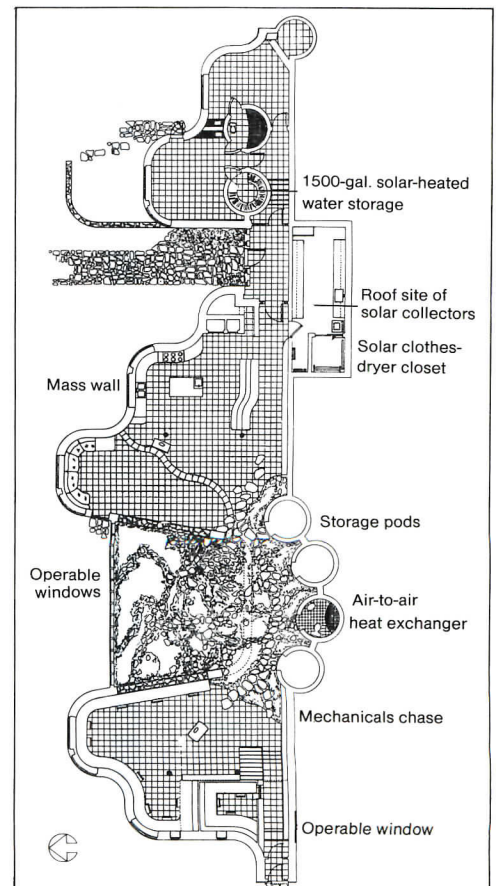 1500-gal. solar-heated
water storage
Roof site of
solar collectors
Solar clothes-
dryer closet
Mass wall
Storage pods
Operable
windows
Air-to-air
heat exchanger
Mechanicals chase
Operable window